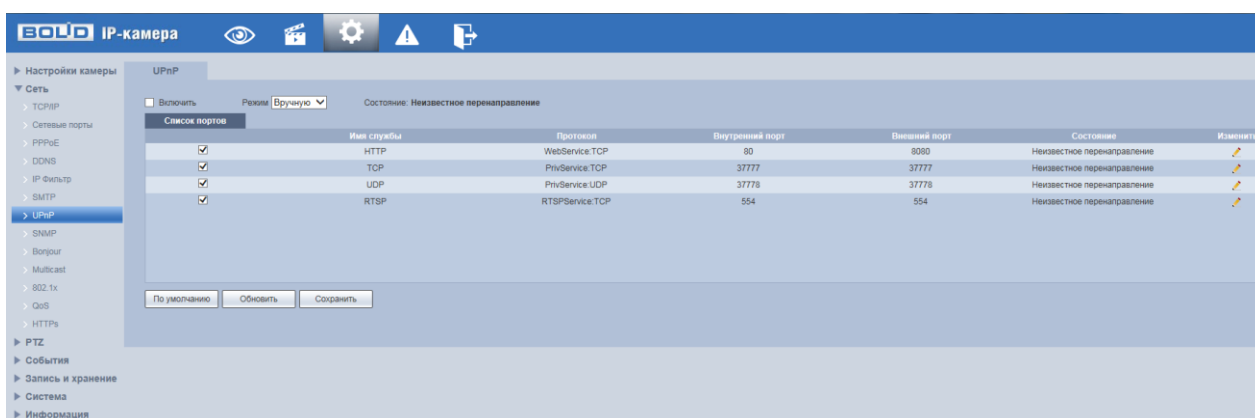 BOLID IP-камера
Настройки камеры
Сеть
TCP/IP
Сетевые порты
PPPoE
DDNS
IP Фильтр
SMTP
UPnP
SNMP
Bonjour
Multicast
802.1x
QoS
HTTPs
PTZ
События
Запись и хранение
Система
Информация
UPnP
Включить Режим Вручную Состояние: Неизвестное перенаправление
Список портов
Имя службы Протокол Внутренний порт Внешний порт Состояние Изменить
HTTP WebService:TCP 80 8080 Неизвестное перенаправление
TCP PrivService:TCP 37777 37777 Неизвестное перенаправление
UDP PrivService:UDP 37778 37778 Неизвестное перенаправление
RTSP RTSPService:TCP 554 554 Неизвестное перенаправление
По умолчанию Обновить Сохранить